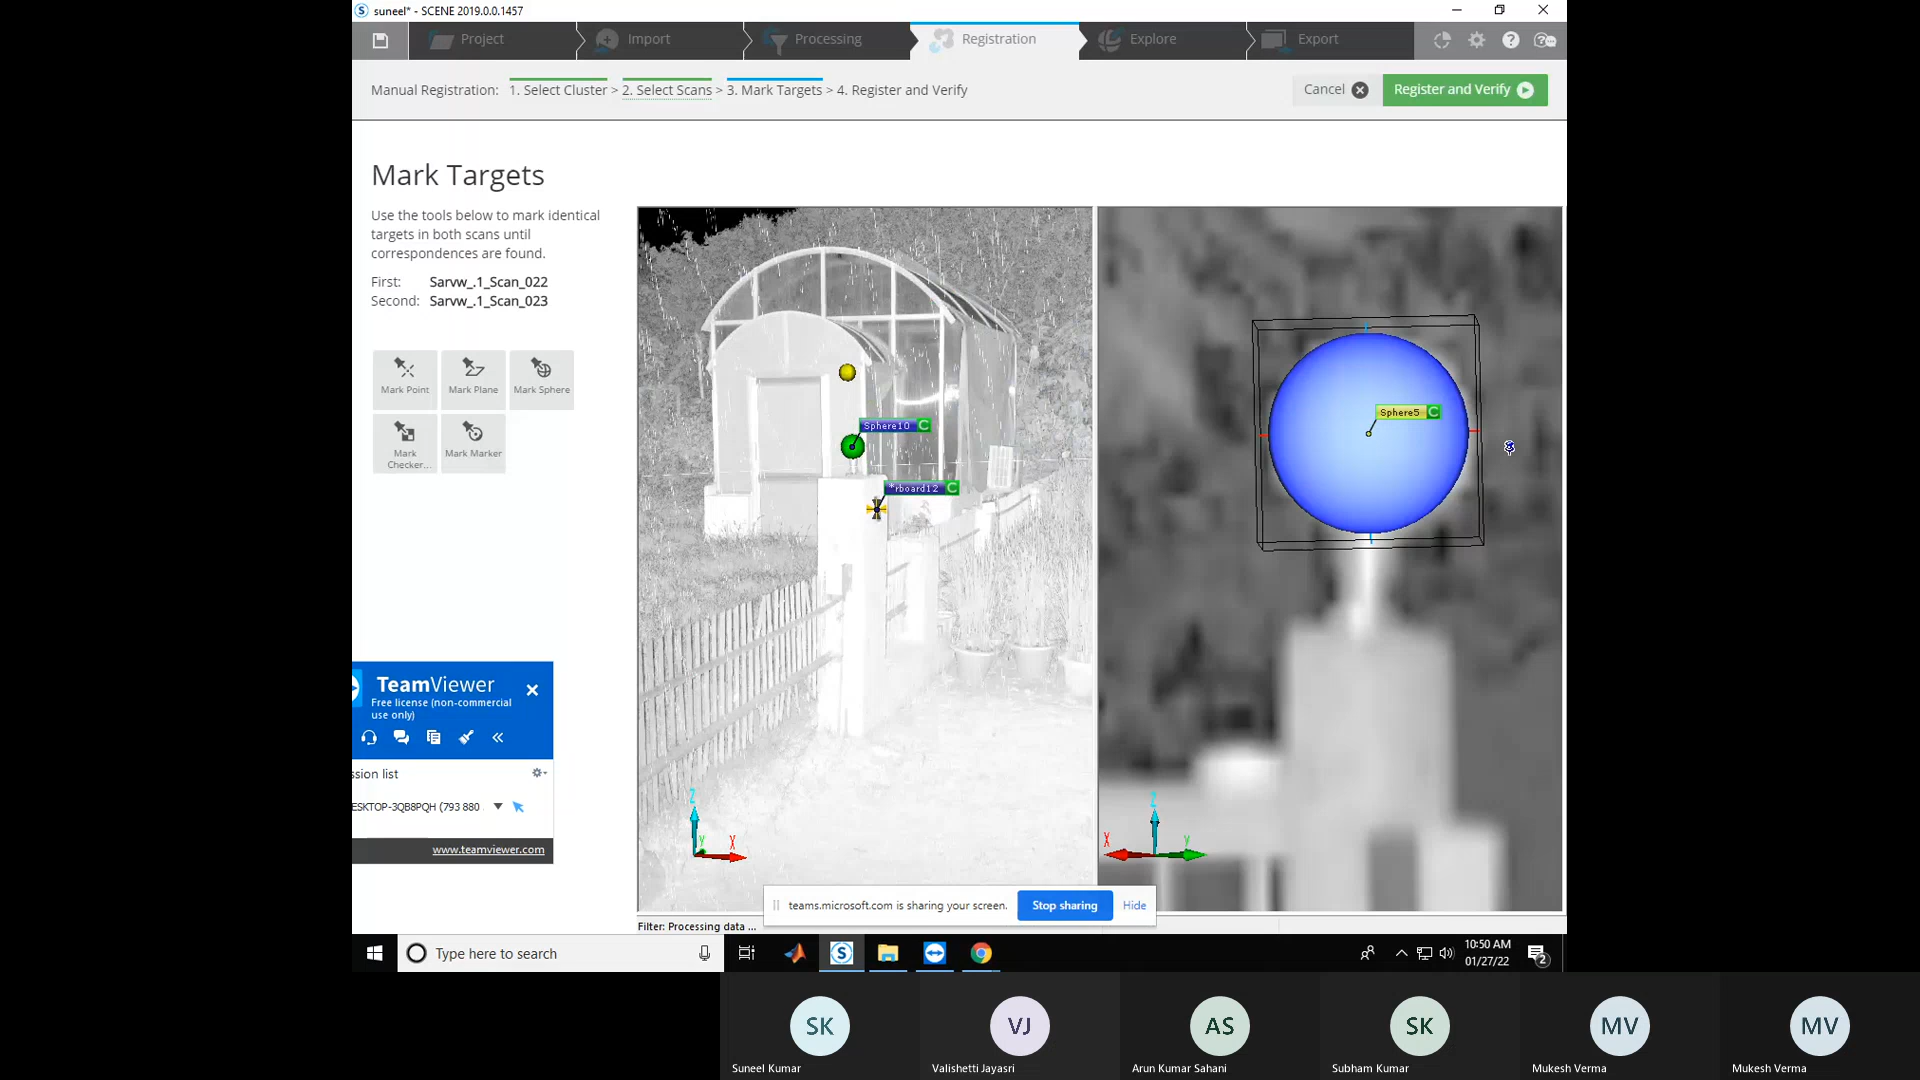 suneel* - SCENE 2019.0.0.1457
Project
Import
Processing
Registration
Explore
Export
Manual Registration: 1. Select Cluster > 2. Select Scans > 3. Mark Targets > 4. Register and Verify
Cancel
Register and Verify
Mark Targets
Use the tools below to mark identical
targets in both scans until
correspondences are found.
First: Sarvw_.1_Scan_022
Second: Sarvw_.1_Scan_023
Mark Point
Mark Plane
Mark Sphere
Mark
Checker...
Mark Marker
Sphere10 C
*rboard12 C
Sphere5 C
Z
y
X
Z
X
y
TeamViewer
Free license (non-commercial
use only)
ssion list
ESKTOP-3QB8PQH (793 880
www.teamviewer.com
teams.microsoft.com is sharing your screen.
Stop sharing
Hide
Filter: Processing data ...
Type here to search
10:50 AM
01/27/22
2
SK
VJ
AS
SK
MV
MV
Suneel Kumar
Valishetti Jayasri
Arun Kumar Sahani
Subham Kumar
Mukesh Verma
Mukesh Verma